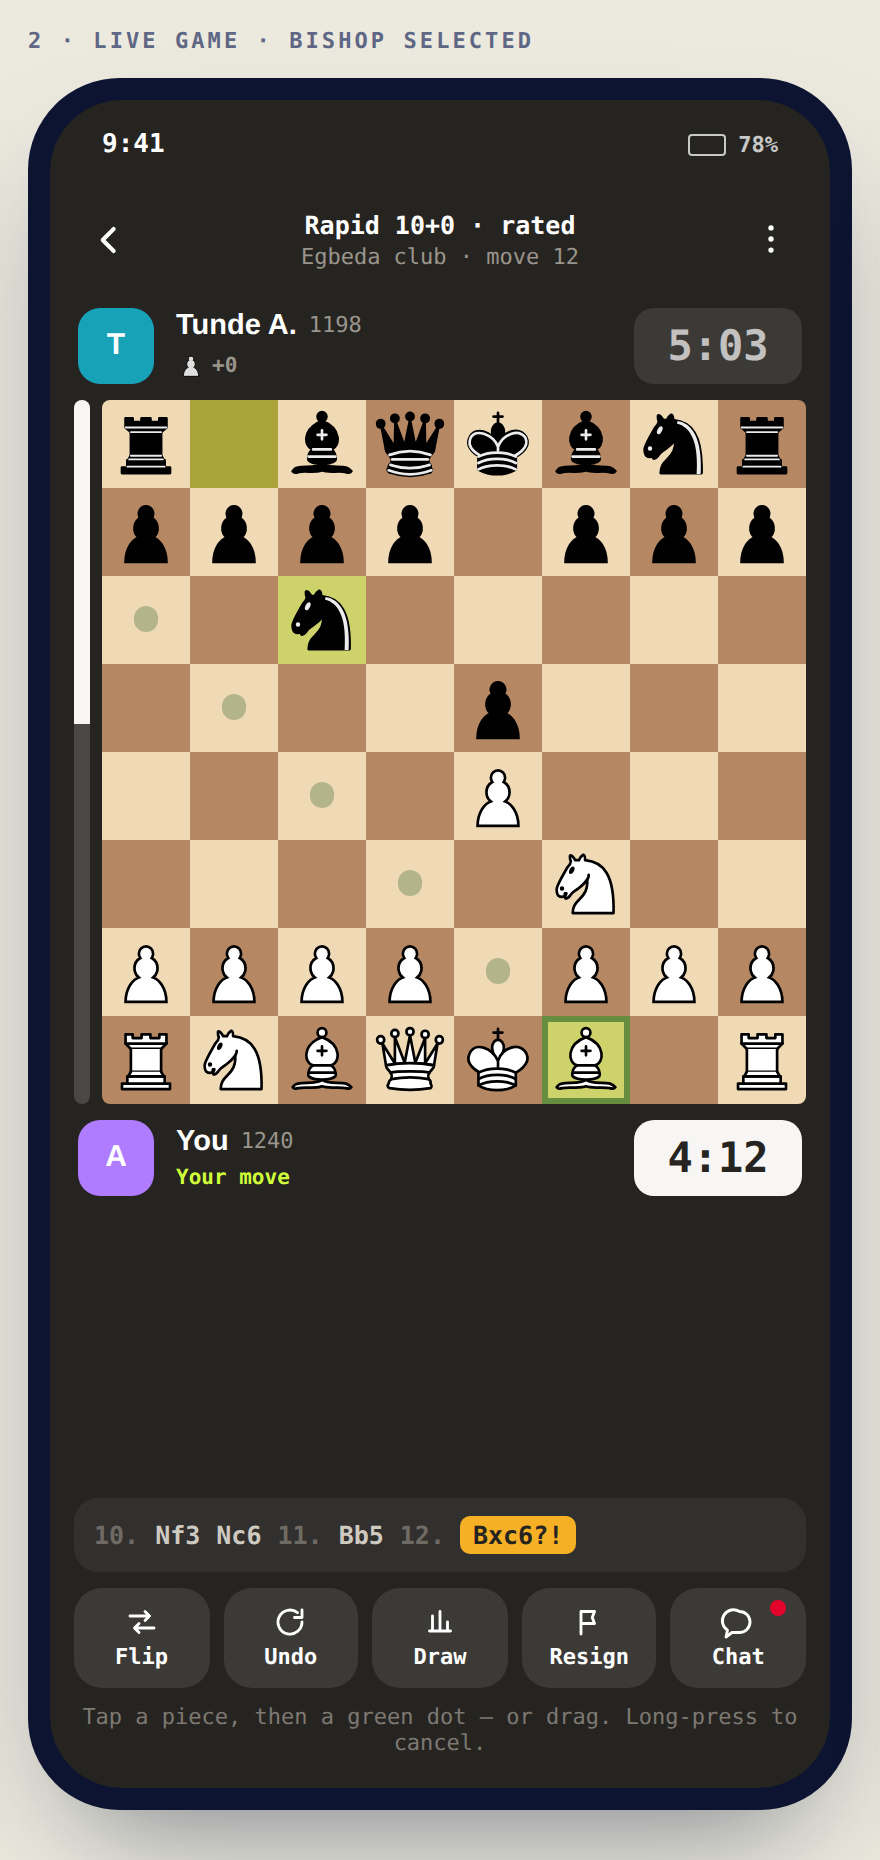 2 · LIVE GAME · BISHOP SELECTED
9:41
78%
Rapid 10+0 · rated
Egbeda club · move 12
T
Tunde A. 1198
+0
5:03
A
You 1240
Your move
4:12
10. Nf3 Nc6 11. Bb5 12. Bxc6?!
Flip
Undo
Draw
Resign
Chat
Tap a piece, then a green dot — or drag. Long-press to
cancel.